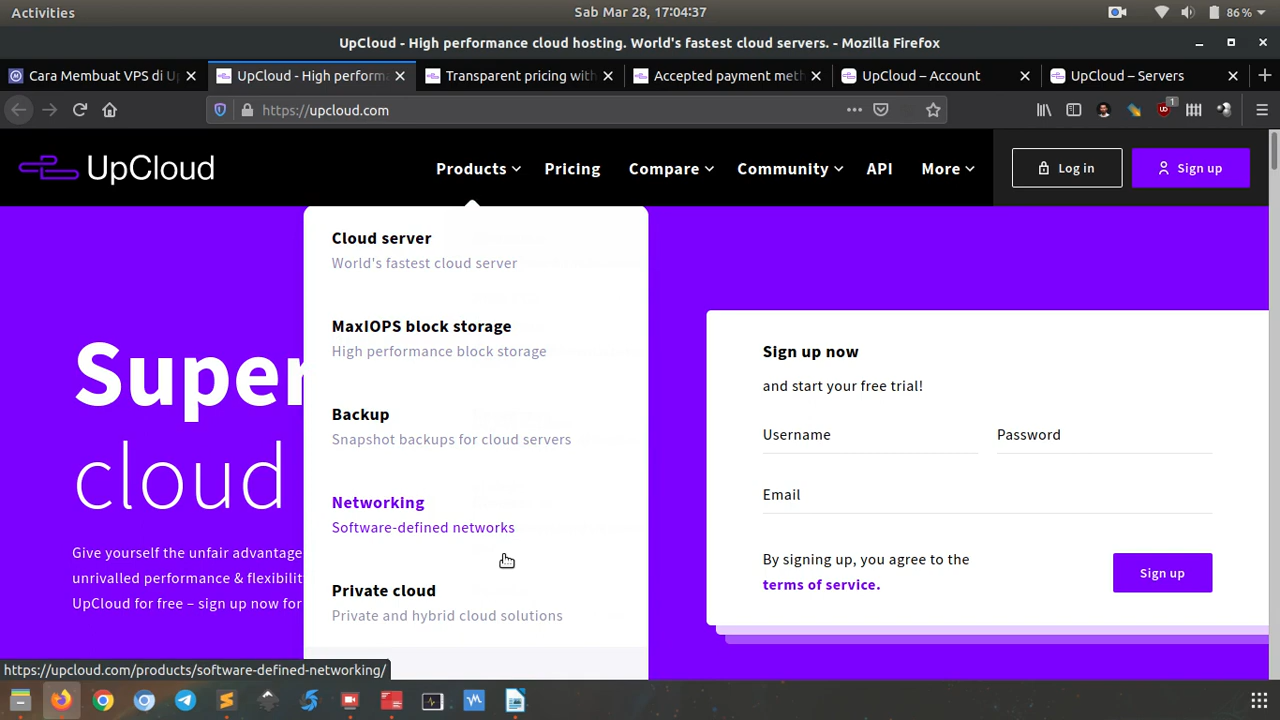 Activities
Sab Mar 28, 17:04:37
86 %
UpCloud - High performance cloud hosting. World's fastest cloud servers. - Mozilla Firefox
Cara Membuat VPS di U
UpCloud - High performa
Transparent pricing with
Accepted payment meth
UpCloud – Account
UpCloud – Servers
https://upcloud.com
1
UpCloud
Products
Pricing
Compare
Community
API
More
Log in
Sign up
Cloud server
World's fastest cloud server
MaxIOPS block storage
High performance block storage
Backup
Snapshot backups for cloud servers
Networking
Software-defined networks
Private cloud
Private and hybrid cloud solutions
Super
cloud
Give yourself the unfair advantage
unrivalled performance & flexibilit
UpCloud for free – sign up now for
Sign up now
and start your free trial!
Username
Password
Email
By signing up, you agree to the
terms of service.
Sign up
https://upcloud.com/products/software-defined-networking/